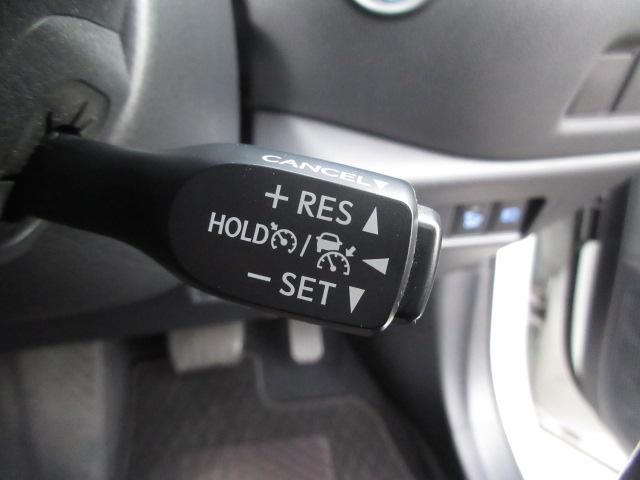 CANCEL▼
+ RES ▲
HOLD / ◀
− SET ▼